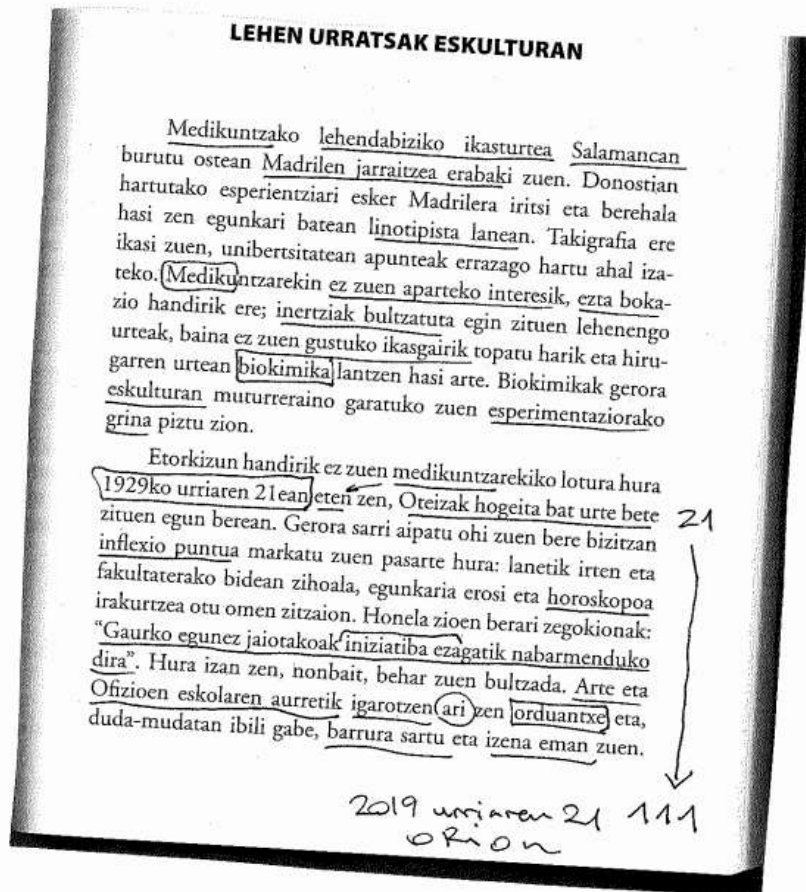 LEHEN URRATSAK ESKULTURAN
Medikuntzako lehendabiziko ikasturtea Salamancan
burutu ostean Madrilen jarraitzea erabaki zuen. Donostian
hartutako esperientziari esker Madrilera iritsi eta berehala
hasi zen egunkari batean linotipista lanean. Takigrafia ere
ikasi zuen, unibertsitatean apunteak errazago hartu ahal iza-
teko. Medikuntzarekin ez zuen aparteko interesik, ezta boka-
zio handirik ere; inertziak bultzatuta egin zituen lehenengo
urteak, baina ez zuen gustuko ikasgairik topatu harik eta hiru-
garren urtean biokimika lantzen hasi arte. Biokimikak gerora
eskulturan muturreraino garatuko zuen esperimentaziorako
grina piztu zion.
Etorkizun handirik ez zuen medikuntzarekiko lotura hura
1929ko urriaren 21ean eten zen, Oteizak hogeita bat urte bete
zituen egun berean. Gerora sarri aipatu ohi zuen bere bizitzan
inflexio puntua markatu zuen pasarte hura: lanetik irten eta
fakultaterako bidean zihoala, egunkaria erosi eta horoskopoa
irakurtzea otu omen zitzaion. Honela zioen berari zegokionak:
“Gaurko egunez jaiotakoak iniziatiba ezagatik nabarmenduko
dira”. Hura izan zen, nonbait, behar zuen bultzada. Arte eta
Ofizioen eskolaren aurretik igarotzen ari zen orduantxe eta,
duda-mudatan ibili gabe, barrura sartu eta izena eman zuen.
21
2019 urriaren 21 111
ORiOn